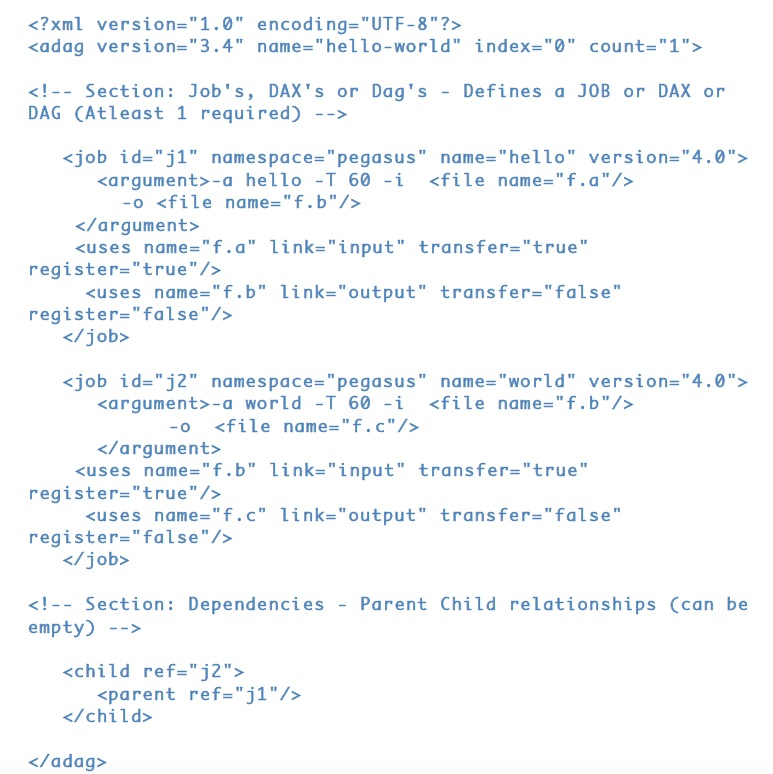 <?xml version="1.0" encoding="UTF-8"?>
<adag version="3.4" name="hello-world" index="0" count="1">
<!-- Section: Job's, DAX's or Dag's - Defines a JOB or DAX or
DAG (Atleast 1 required) -->
<job id="j1" namespace="pegasus" name="hello" version="4.0">
<argument>-a hello -T 60 -i  <file name="f.a"/>
-o <file name="f.b"/>
</argument>
<uses name="f.a" link="input" transfer="true"
register="true"/>
<uses name="f.b" link="output" transfer="false"
register="false"/>
</job>
<job id="j2" namespace="pegasus" name="world" version="4.0">
<argument>-a world -T 60 -i  <file name="f.b"/>
-o  <file name="f.c"/>
</argument>
<uses name="f.b" link="input" transfer="true"
register="true"/>
<uses name="f.c" link="output" transfer="false"
register="false"/>
</job>
<!-- Section: Dependencies - Parent Child relationships (can be
empty) -->
<child ref="j2">
<parent ref="j1"/>
</child>
</adag>